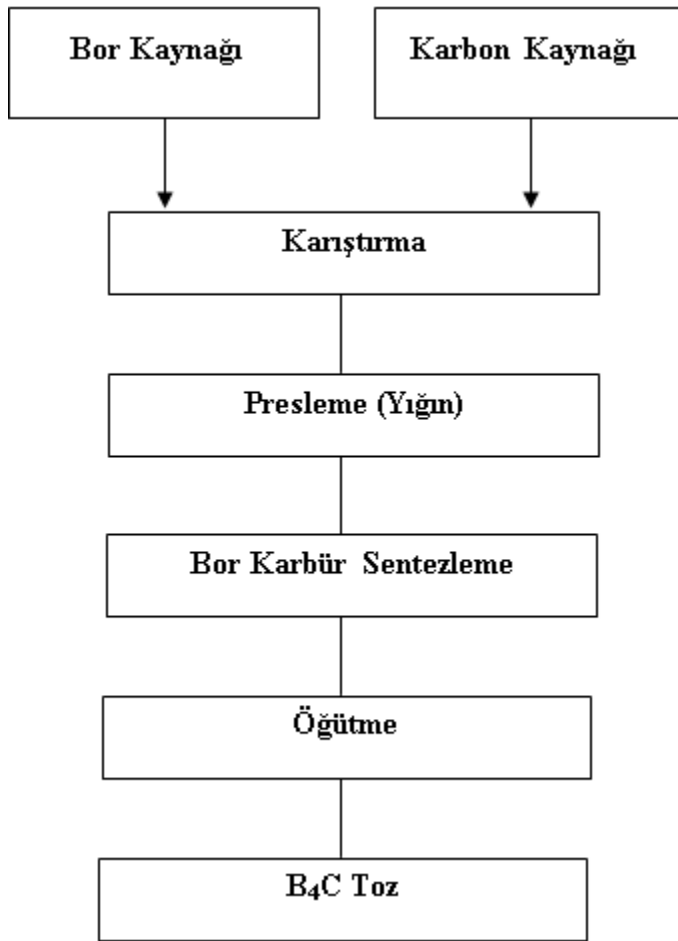 Bor Kaynağı
Karbon Kaynağı
Karıştırma
Presleme (Yığın)
Bor Karbür Sentezleme
Öğütme
B₄C Toz